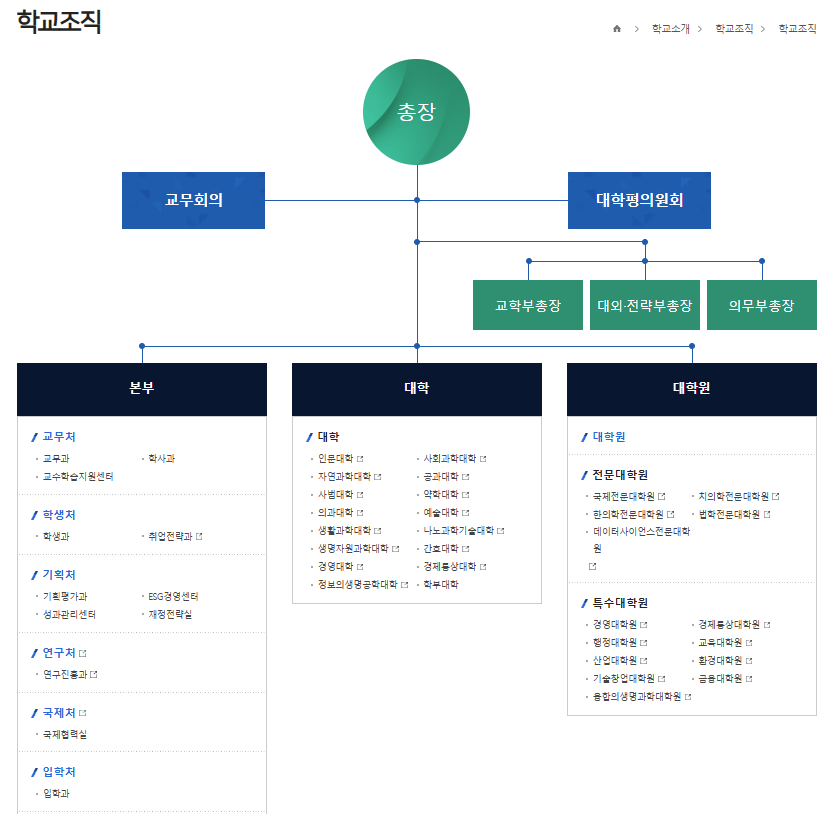 학교조직
학교소개 > 학교조직 > 학교조직
총장
교무회의
대학평의원회
교학부총장
대외·전략부총장
의무부총장
본부
교무처
교무과
학사과
교수학습지원센터
학생처
학생과
취업전략과
기획처
기획평가과
ESG경영센터
성과관리센터
재정전략실
연구처
연구진흥과
국제처
국제협력실
입학처
입학과
대학
대학
인문대학
사회과학대학
자연과학대학
공과대학
사범대학
약학대학
의과대학
예술대학
생활과학대학
나노과학기술대학
생명자원과학대학
간호대학
경영대학
경제통상대학
정보의생명공학대학
학부대학
대학원
대학원
전문대학원
국제전문대학원
치의학전문대학원
한의학전문대학원
법학전문대학원
데이터사이언스전문대학
원
특수대학원
경영대학원
경제통상대학원
행정대학원
교육대학원
산업대학원
환경대학원
기술창업대학원
금융대학원
융합의생명과학대학원